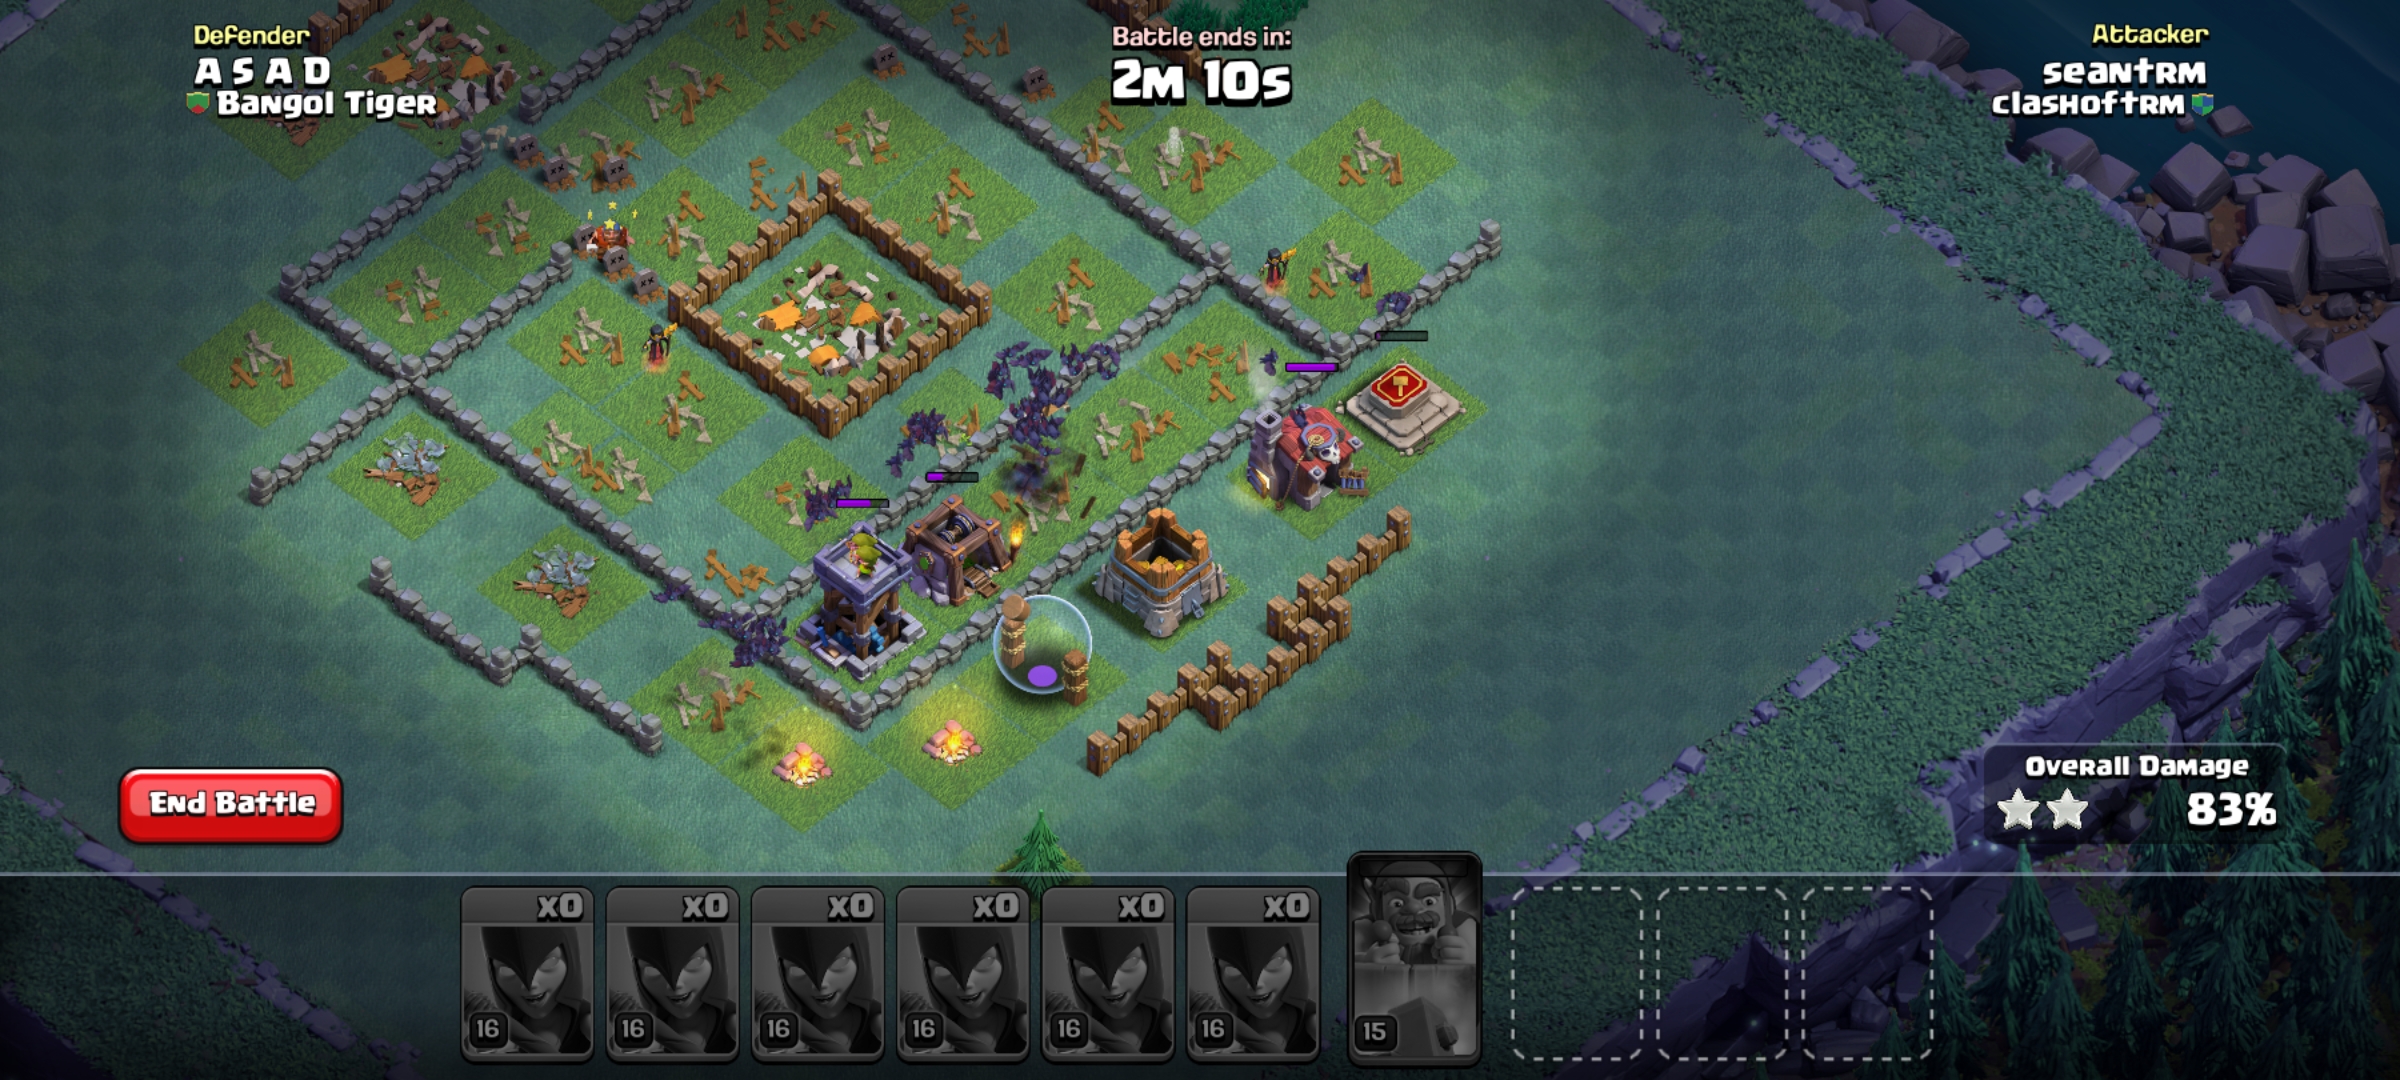 Defender
A S A D
Bangol Tiger
Battle ends in:
2M 10s
Attacker
seantRM
clashoftRM
End Battle
Overall Damage
83%
x0 x0 x0 x0 x0 x0
16 16 16 16 16 16 15